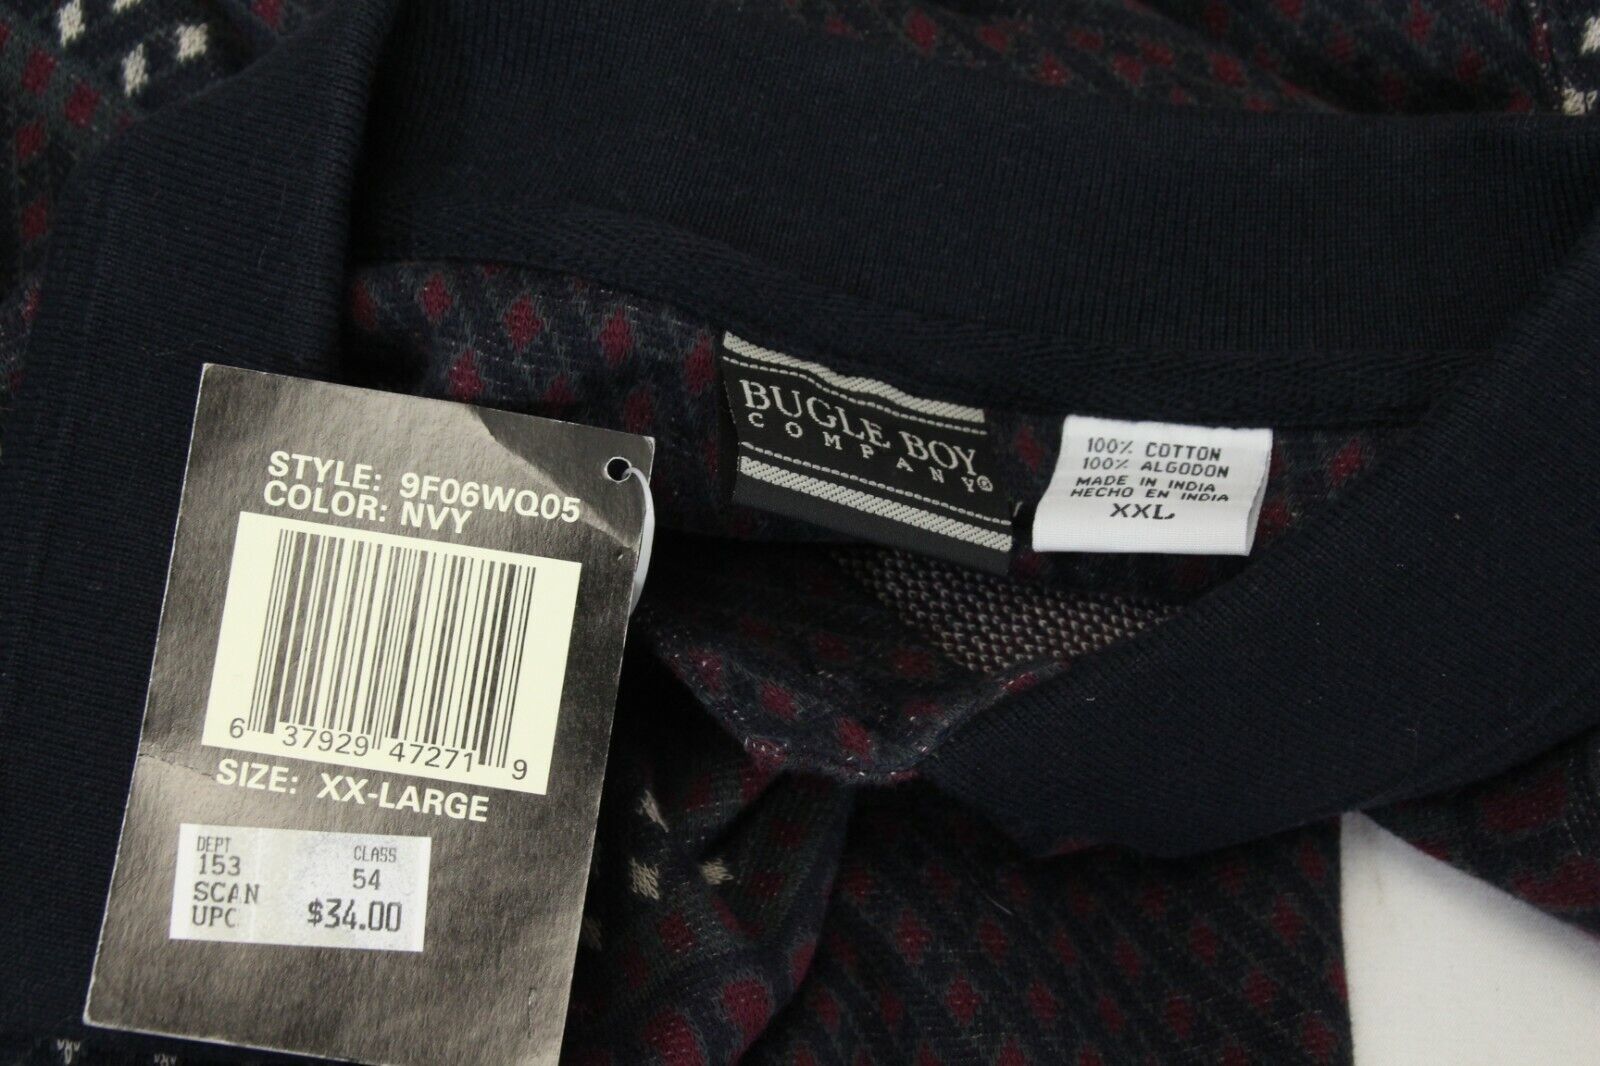 STYLE: 9F06WQ05
COLOR: NVY
6 37929 47271 9
SIZE: XX-LARGE
DEPT CLASS
153 54
SCAN
UPC $34.00
BUGLE BOY
COMPANY®
100% COTTON
100% ALGODON
MADE IN INDIA
HECHO EN INDIA
XXL